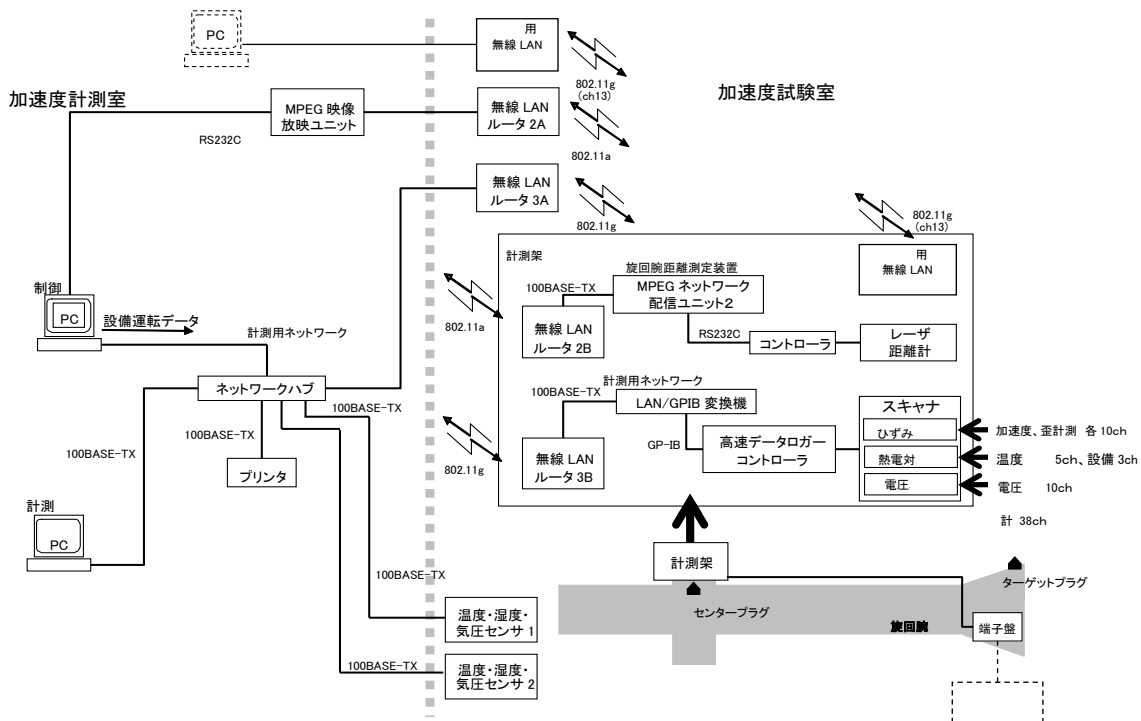 PC
用
無線 LAN
802.11g
(ch13)
加速度計測室
加速度試験室
MPEG 映像
放映ユニット
RS232C
無線 LAN
ルータ 2A
802.11a
無線 LAN
ルータ 3A
802.11g
802.11g
(ch13)
計測架
用
無線 LAN
旋回腕距離測定装置
100BASE-TX
MPEG ネットワーク
配信ユニット2
802.11a
無線 LAN
ルータ 2B
RS232C
コントローラ
レーザ
距離計
制御
PC
設備運転データ
計測用ネットワーク
ネットワークハブ
100BASE-TX
100BASE-TX
100BASE-TX
プリンタ
計測用ネットワーク
100BASE-TX
LAN/GPIB 変換機
802.11g
無線 LAN
ルータ 3B
GP-IB
高速データロガー
コントローラ
スキャナ
ひずみ
熱電対
電圧
加速度、歪計測 各 10ch
温度 5ch、設備 3ch
電圧 10ch
計 38ch
計測
PC
計測架
センタープラグ
ターゲットプラグ
旋回腕
端子盤
100BASE-TX
温度・湿度・
気圧センサ 1
100BASE-TX
温度・湿度・
気圧センサ 2